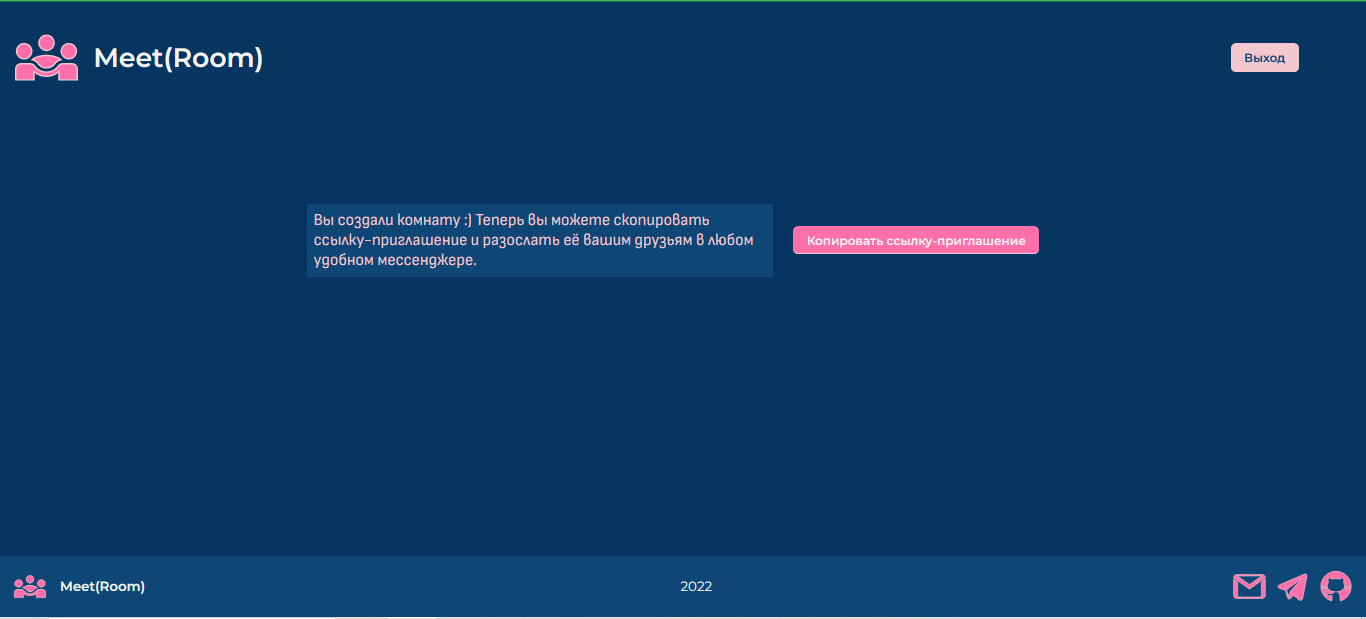 Meet(Room)
Выход
Вы создали комнату :) Теперь вы можете скопировать
ссылку-приглашение и разослать её вашим друзьям в любом
удобном мессенджере.
Копировать ссылку-приглашение
Meet(Room)
2022